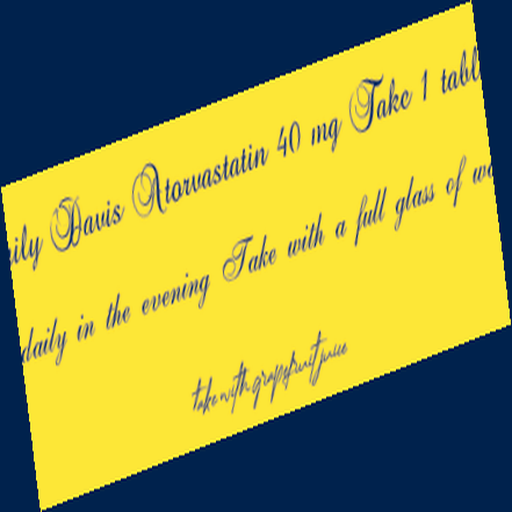 ily Davis Atorvastatin 40 mg Take 1 tabl
daily in the evening Take with a full glass of wa
take with grapefruit juice